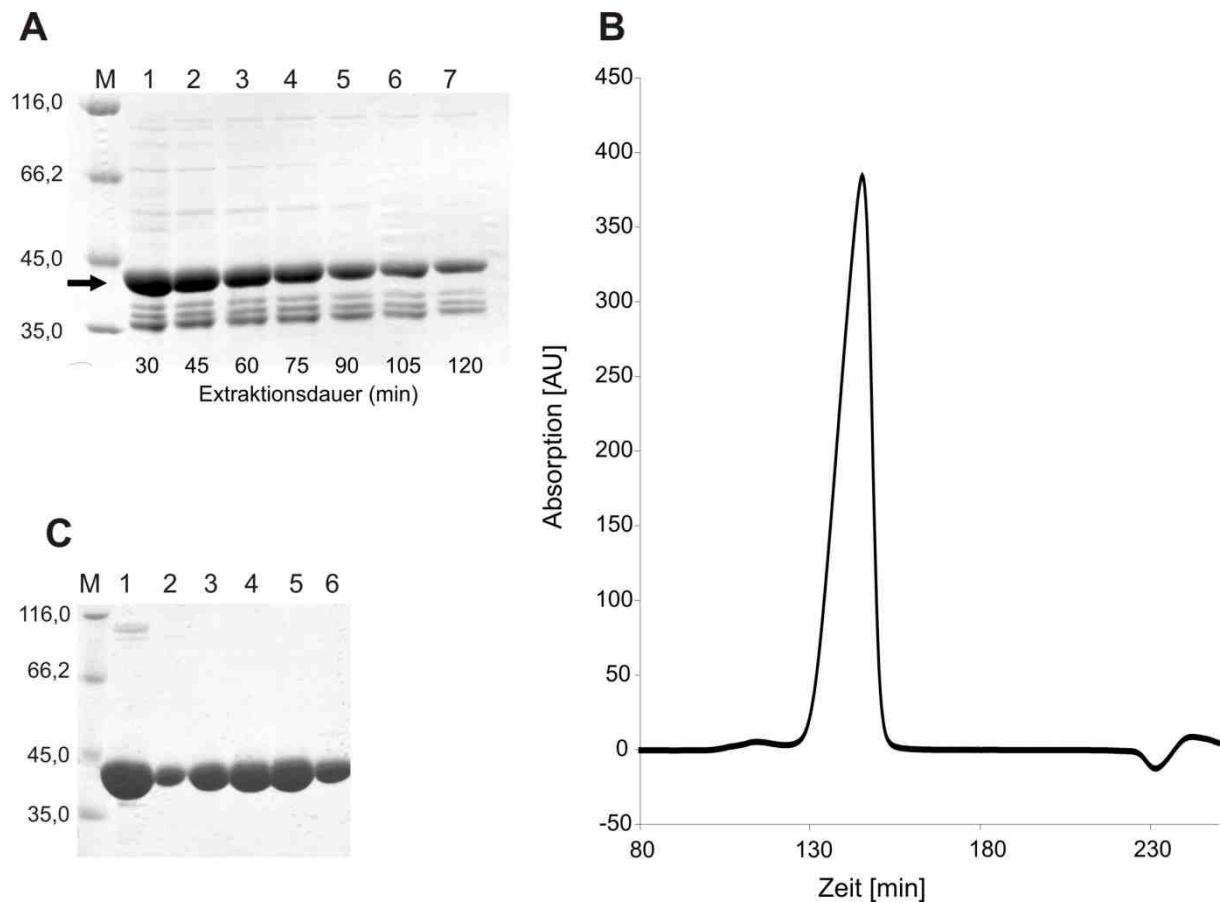 A
M 1 2 3 4 5 6 7
116,0
66,2
45,0
35,0
30 45 60 75 90 105 120
Extraktionsdauer (min)
B
450
400
350
300
250
200
150
100
50
0
-50
80 130 180 230
Absorption [AU]
Zeit [min]
C
M 1 2 3 4 5 6
116,0
66,2
45,0
35,0